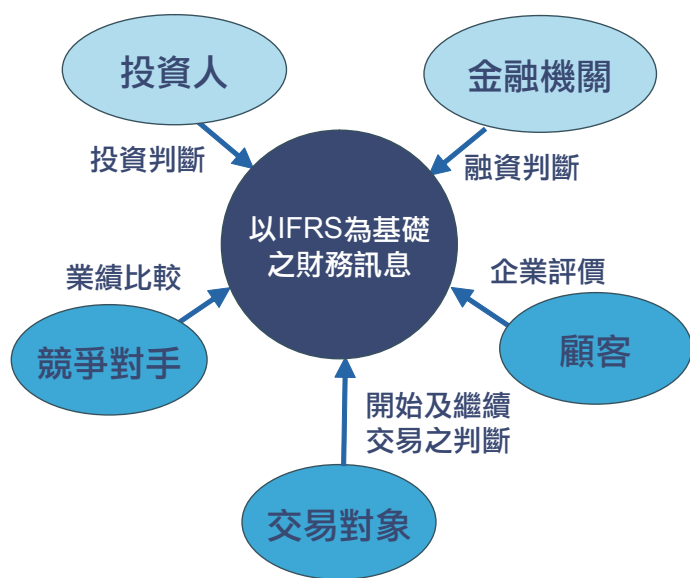 投資人
金融機關
投資判斷
融資判斷
以IFRS為基礎
之財務訊息
業績比較
企業評價
競爭對手
顧客
開始及繼續
交易之判斷
交易對象